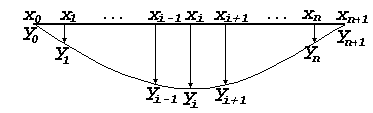 x₀ x₁ ... xᵢ₋₁ xᵢ xᵢ₊₁ ... xₙ xₙ₊₁
y₀ y₁ yᵢ₋₁ yᵢ yᵢ₊₁ yₙ yₙ₊₁